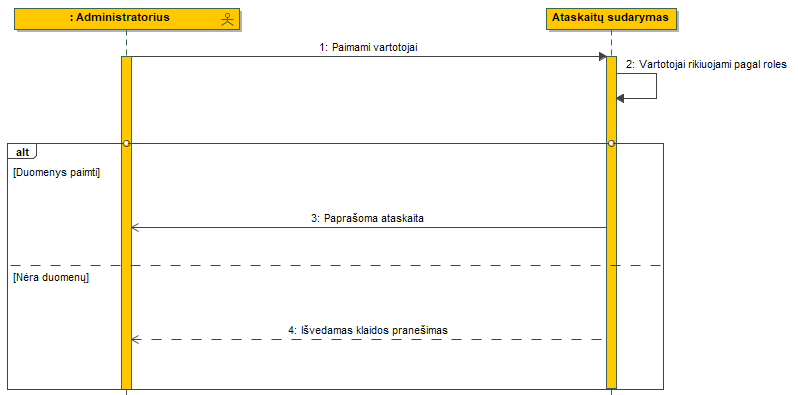 : Administratorius
Ataskaitų sudarymas
1: Paimami vartotojai
2: Vartotojai rikiuojami pagal roles
alt
[Duomenys paimti]
3: Paprašoma ataskaita
[Nėra duomenų]
4: Išvedamas klaidos pranešimas